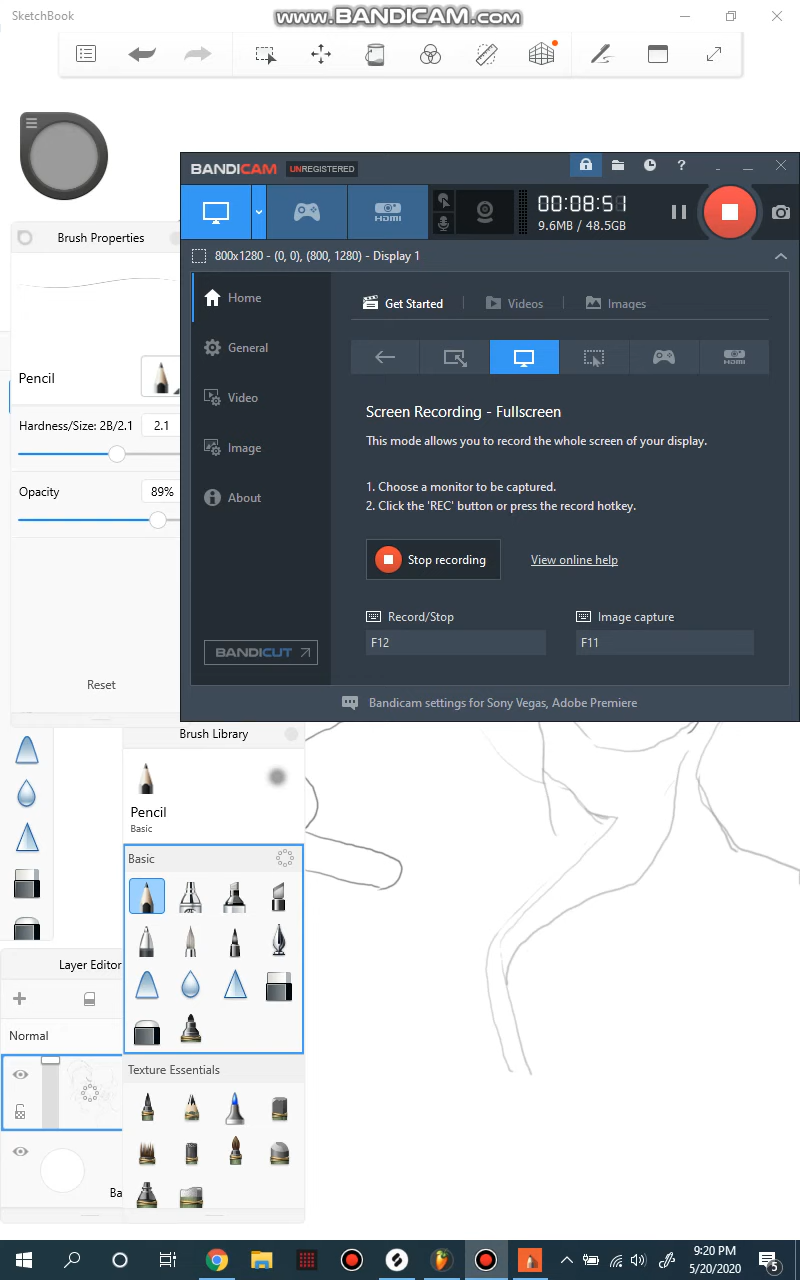 SketchBook
www.BANDICAM.com
BANDICAM UNREGISTERED
?
00:08:51
9.6MB / 48.5GB
800x1280 - (0, 0), (800, 1280) - Display 1
Home
General
Video
Image
About
BANDICUT
Get Started
Videos
Images
HDMI
HDMI
Screen Recording - Fullscreen
This mode allows you to record the whole screen of your display.
1. Choose a monitor to be captured.
2. Click the 'REC' button or press the record hotkey.
Stop recording
View online help
Record/Stop
Image capture
F12
F11
Bandicam settings for Sony Vegas, Adobe Premiere
Brush Properties
Pencil
Hardness/Size: 2B/2.1
2.1
Opacity
89%
Reset
Brush Library
Pencil
Basic
Basic
Texture Essentials
Layer Editor
Normal
Ba
9:20 PM
5/20/2020
5